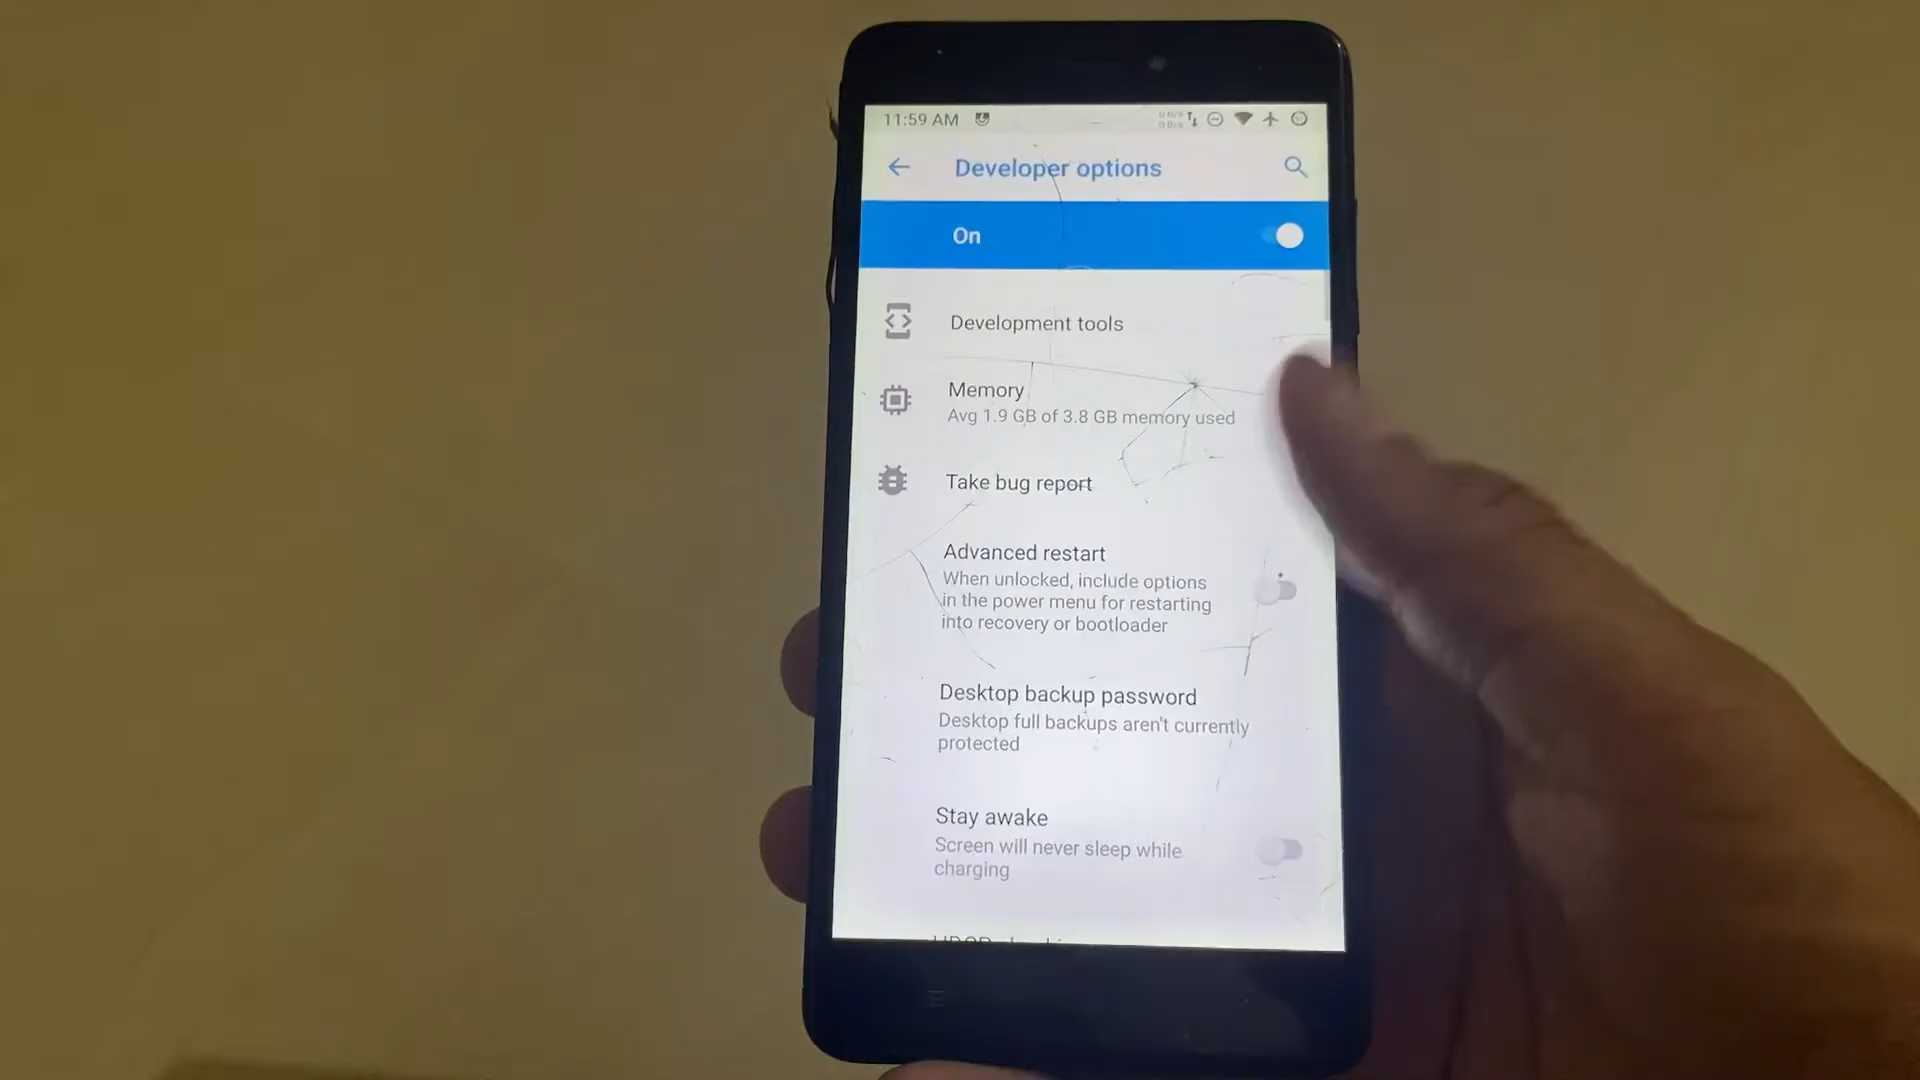 11:59 AM
Developer options
On
Development tools
Memory
Avg 1.9 GB of 3.8 GB memory used
Take bug report
Advanced restart
When unlocked, include options
in the power menu for restarting
into recovery or bootloader
Desktop backup password
Desktop full backups aren't currently
protected
Stay awake
Screen will never sleep while
charging